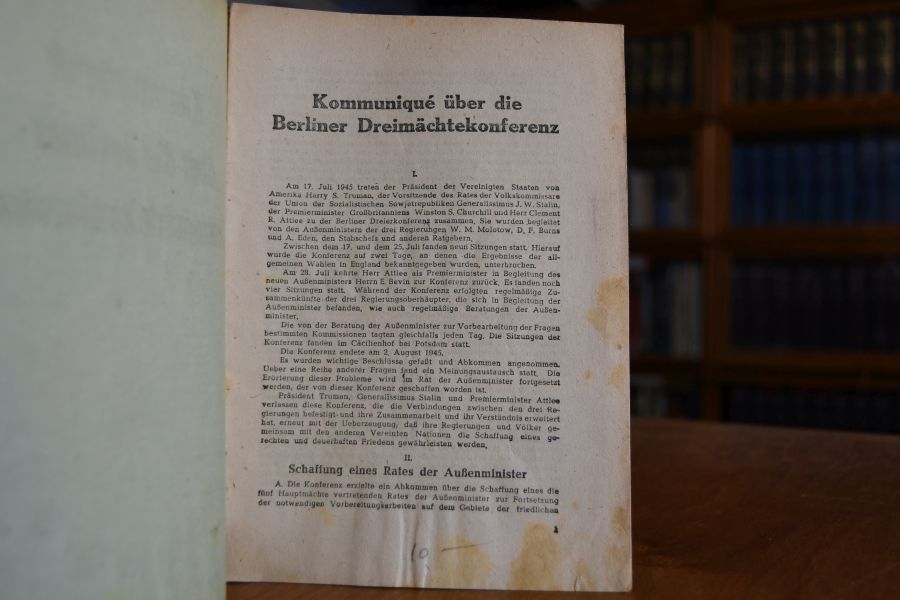 Kommuniqué über die
Berliner Dreimächtekonferenz
I.
Am 17. Juli 1945 traten der Präsident der Vereinigten Staaten von
Amerika Harry S. Truman, der Vorsitzende des Rates der Volkskommissare
der Union der Sozialistischen Sowjetrepubliken Generalissimus J. W. Stalin,
der Premierminister Großbritanniens Winston S. Churchill und Herr Clement
R. Attlee zu der Berliner Dreierkonferenz zusammen. Sie wurden begleitet
von den Außenministern der drei Regierungen W. M. Molotow, D. F. Burns
und A. Eden, den Stabschefs und anderen Ratgebern.
Zwischen dem 17. und dem 25. Juli fanden neun Sitzungen statt. Hierauf
wurde die Konferenz auf zwei Tage, an denen die Ergebnisse der all-
gemeinen Wahlen in England bekanntgegeben wurden, unterbrochen.
Am 28. Juli kehrte Herr Attlee als Premierminister in Begleitung des
neuen Außenministers Herrn E. Bevin zur Konferenz zurück. Es fanden noch
vier Sitzungen statt. Während der Konferenz erfolgten regelmäßige Zu-
sammenkünfte der drei Regierungsoberhäupter, die sich in Begleitung der
Außenminister befanden, wie auch regelmäßige Beratungen der Außen-
minister.
Die von der Beratung der Außenminister zur Vorbearbeitung der Fragen
bestimmten Kommissionen tagten gleichfalls jeden Tag. Die Sitzungen der
Konferenz fanden im Cäcilienhof bei Potsdam statt.
Die Konferenz endete am 2. August 1945.
Es wurden wichtige Beschlüsse gefaßt und Abkommen angenommen.
Ueber eine Reihe anderer Fragen fand ein Meinungsaustausch statt. Die
Erörterung dieser Probleme wird im Rat der Außenminister fortgesetzt
werden, der von dieser Konferenz geschaffen worden ist.
Präsident Truman, Generalissimus Stalin und Premierminister Attlee
verlassen diese Konferenz, die die Verbindungen zwischen den drei Re-
gierungen befestigt und ihre Zusammenarbeit und ihr Verständnis erweitert
hat, erneut mit der Ueberzeugung, daß ihre Regierungen und Völker ge-
meinsam mit den anderen Vereinten Nationen die Schaffung eines ge-
rechten und dauerhaften Friedens gewährleisten werden.
II.
Schaffung eines Rates der Außenminister
A. Die Konferenz erzielte ein Abkommen über die Schaffung eines die
fünf Hauptmächte vertretenden Rates der Außenminister zur Fortsetzung
der notwendigen Vorbereitungsarbeiten auf dem Gebiete der friedlichen
1
10 —